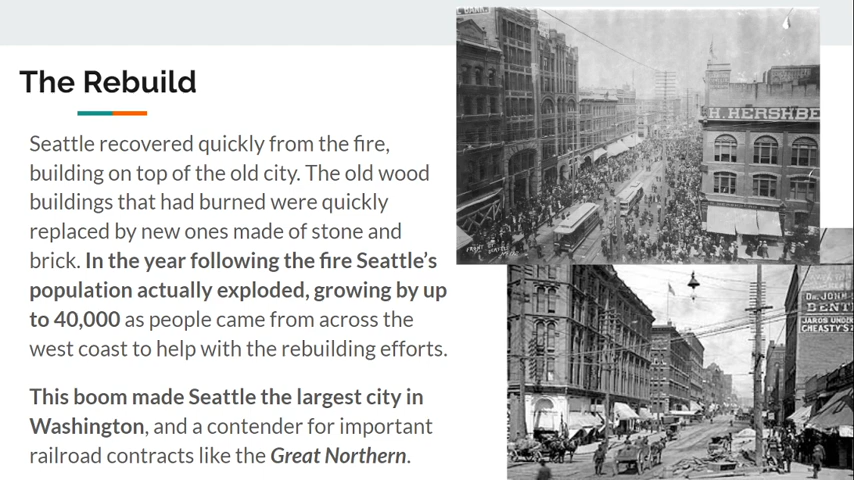 The Rebuild
Seattle recovered quickly from the fire,
building on top of the old city. The old wood
buildings that had burned were quickly
replaced by new ones made of stone and
brick. In the year following the fire Seattle's
population actually exploded, growing by up
to 40,000 as people came from across the
west coast to help with the rebuilding efforts.
This boom made Seattle the largest city in
Washington, and a contender for important
railroad contracts like the Great Northern.
H. HERSHBE
FRONT
DR. JOHN
DENT
JAROS UNDER
CHEASTY'S